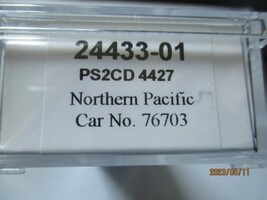 24433-01
PS2CD 4427
Northern Pacific
Car No. 76703
2023/08/11